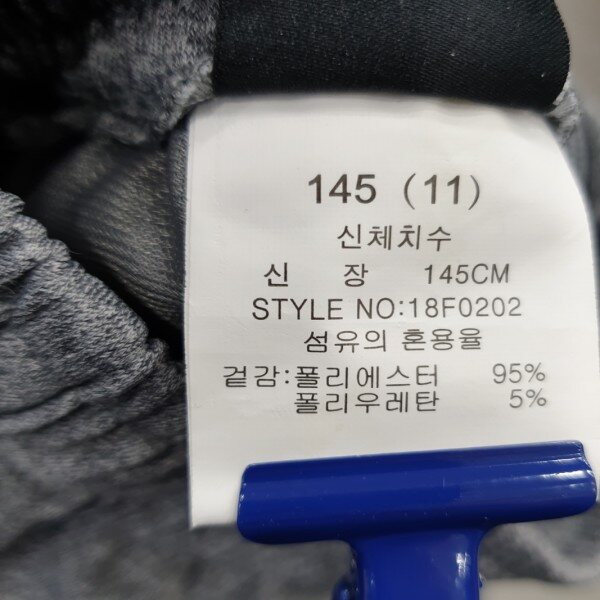 145 (11)
신체치수
신 장 145CM
STYLE NO:18F0202
섬유의 혼용율
겉감:폴리에스터 95%
폴리우레탄 5%